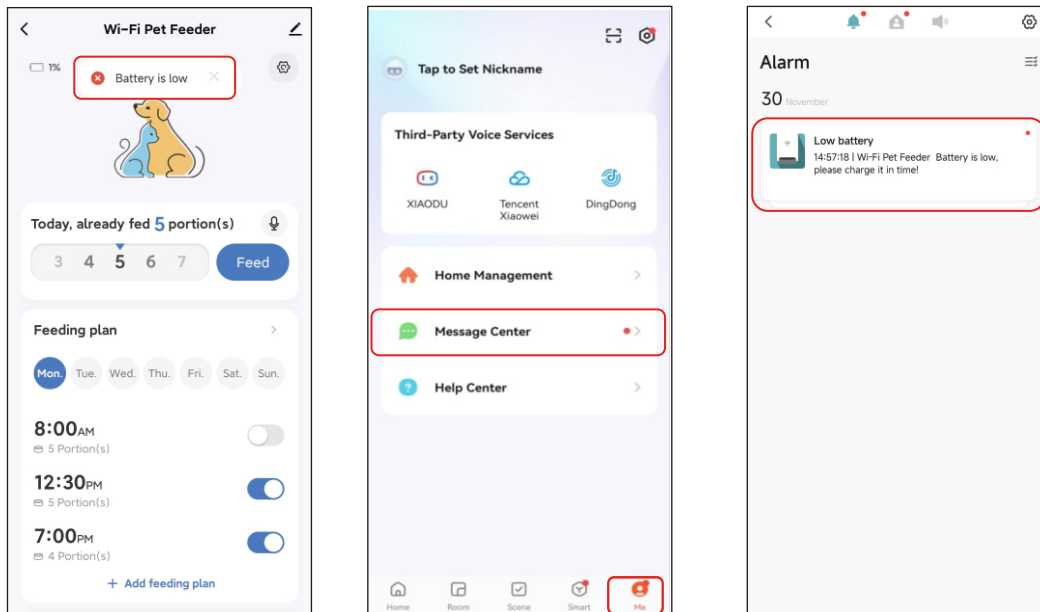 Wi-Fi Pet Feeder
1%
Battery is low
Today, already fed 5 portion(s)
3 4 5 6 7
Feed
Feeding plan
Mon. Tue. Wed. Thu. Fri. Sat. Sun.
8:00AM
5 Portion(s)
12:30PM
5 Portion(s)
7:00PM
4 Portion(s)
+ Add feeding plan
Tap to Set Nickname
Third-Party Voice Services
XIAODU
Tencent
Xiaowei
DingDong
Home Management
Message Center
Help Center
Home Room Scene Smart Me
Alarm
30 November
Low battery
14:57:18 | Wi-Fi Pet Feeder Battery is low,
please charge it in time!